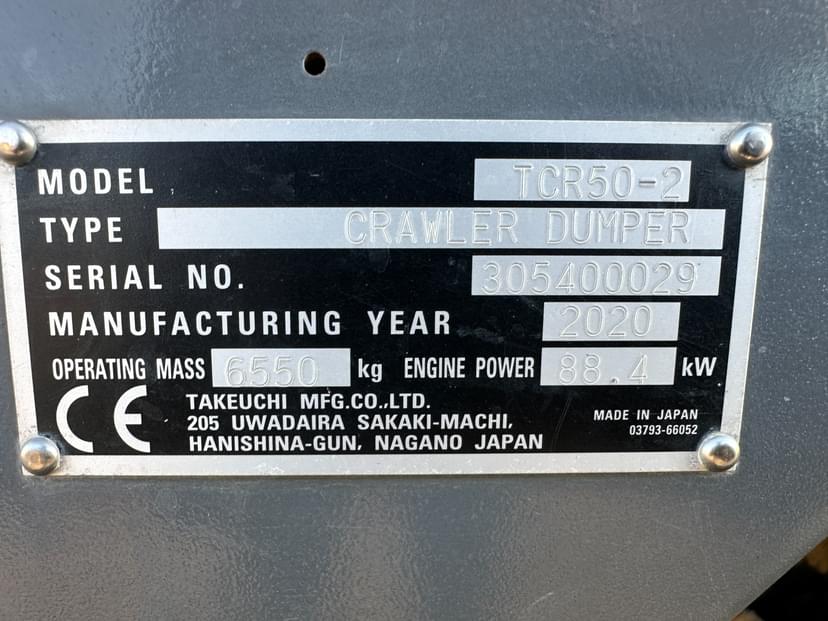 MODEL TCR50-2
TYPE CRAWLER DUMPER
SERIAL NO. 305400029
MANUFACTURING YEAR 2020
OPERATING MASS 6550 kg ENGINE POWER 88.4 kW
CE
TAKEUCHI MFG.CO.,LTD.
205 UWADAIRA SAKAKI-MACHI,
HANISHINA-GUN, NAGANO JAPAN
MADE IN JAPAN
03793-66052